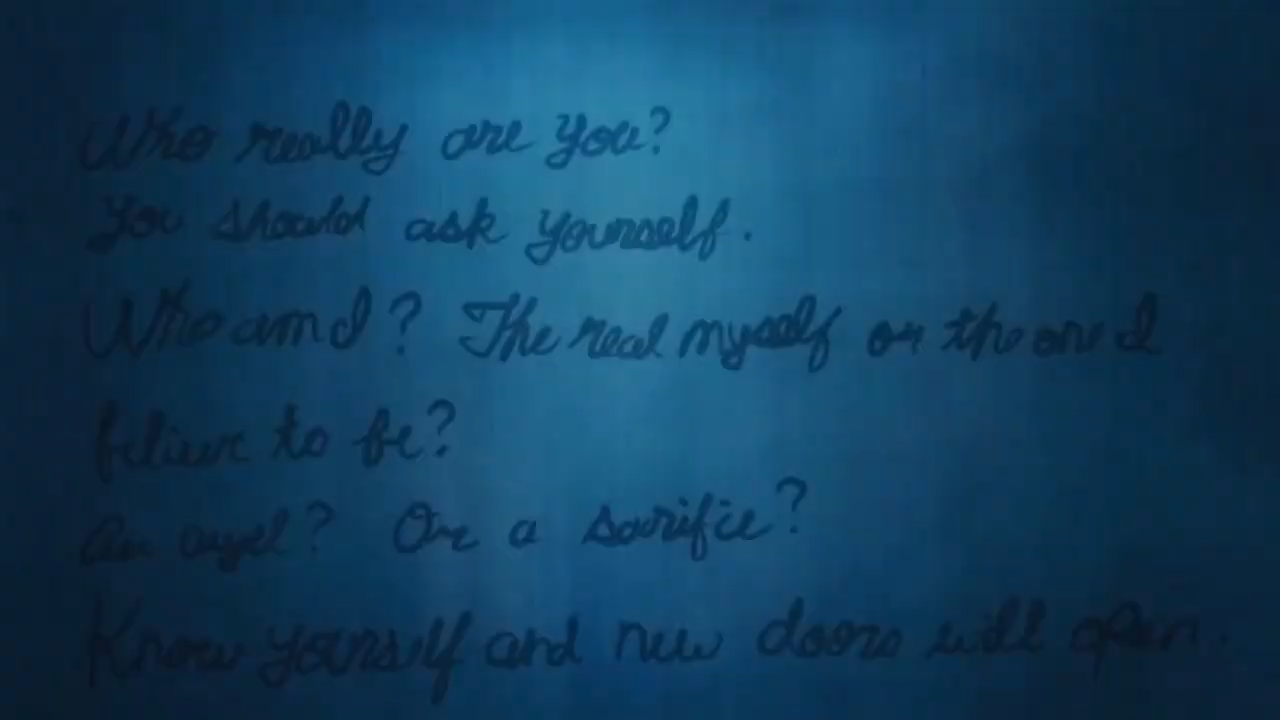 Who really are you?
You should ask yourself.
Who am I? The real myself or the one I
believe to be?
An angel? Or a sacrifice?
Know yourself and new doors will open.